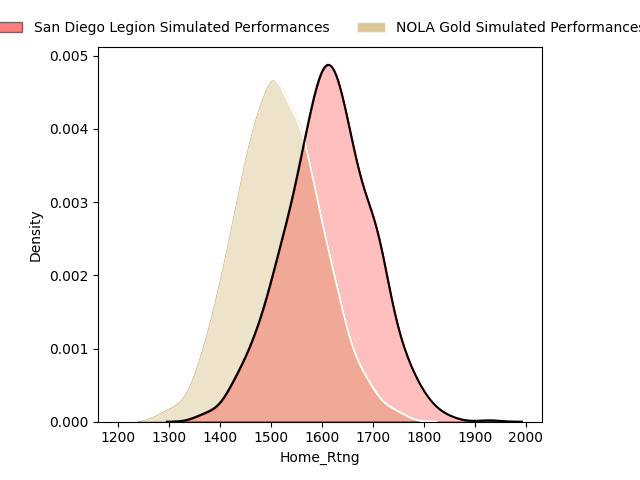 San Diego Legion Simulated Performances
NOLA Gold Simulated Performances
0.005
0.004
0.003
0.002
0.001
0.000
Density
1200 1300 1400 1500 1600 1700 1800 1900 2000
Home_Rtng